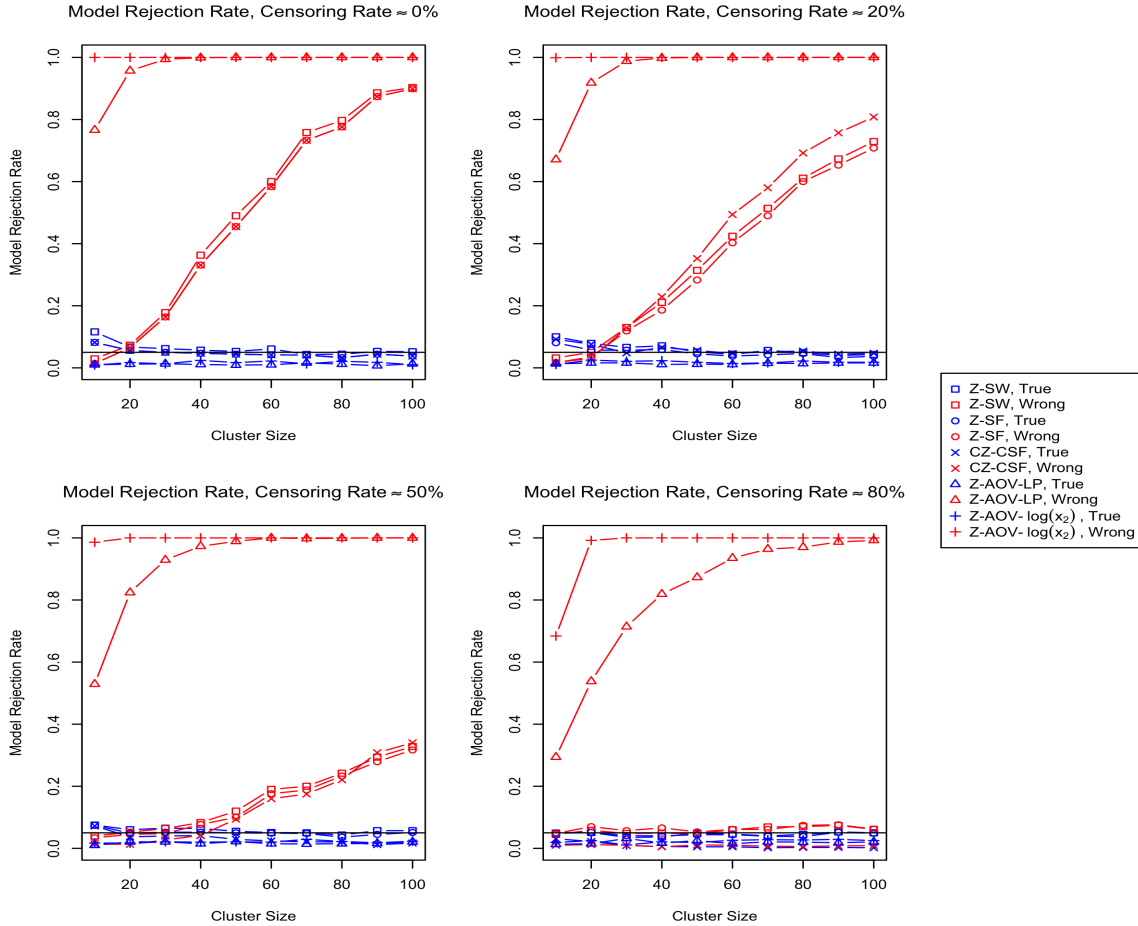 Model Rejection Rate, Censoring Rate ≈ 0%
Model Rejection Rate
1.0
0.8
0.6
0.4
0.2
0.0
20 40 60 80 100
Cluster Size
Model Rejection Rate, Censoring Rate ≈ 20%
Model Rejection Rate
1.0
0.8
0.6
0.4
0.2
0.0
20 40 60 80 100
Cluster Size
Z-SW, True
Z-SW, Wrong
Z-SF, True
Z-SF, Wrong
CZ-CSF, True
CZ-CSF, Wrong
Z-AOV-LP, True
Z-AOV-LP, Wrong
Z-AOV- log(x₂) , True
Z-AOV- log(x₂) , Wrong
Model Rejection Rate, Censoring Rate ≈ 50%
Model Rejection Rate
1.0
0.8
0.6
0.4
0.2
0.0
20 40 60 80 100
Cluster Size
Model Rejection Rate, Censoring Rate ≈ 80%
Model Rejection Rate
1.0
0.8
0.6
0.4
0.2
0.0
20 40 60 80 100
Cluster Size